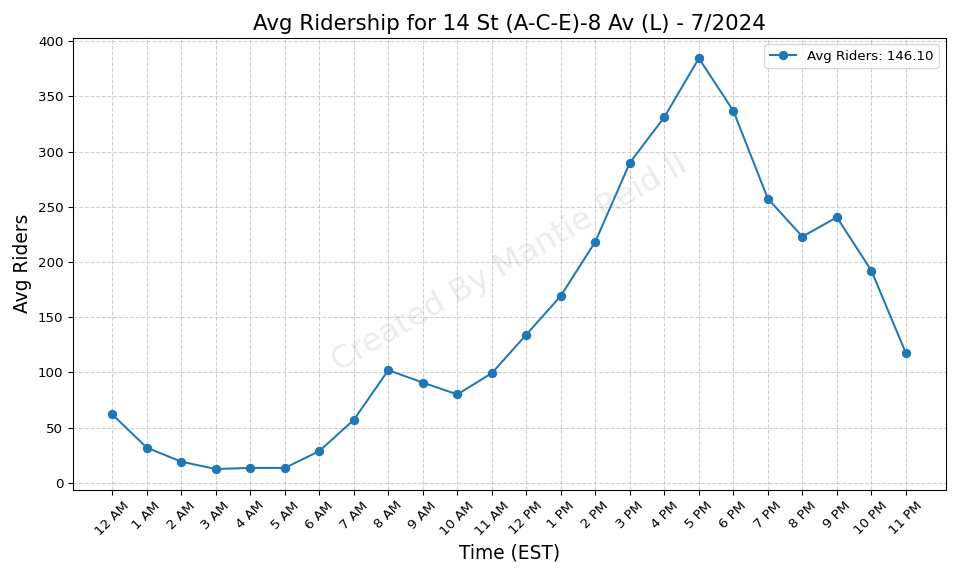 Avg Ridership for 14 St (A-C-E)-8 Av (L) - 7/2024
Avg Riders: 146.10
400
350
300
250
200
150
100
50
0
Avg Riders
Created By Mantle Reid II
12 AM
1 AM
2 AM
3 AM
4 AM
5 AM
6 AM
7 AM
8 AM
9 AM
10 AM
11 AM
12 PM
1 PM
2 PM
3 PM
4 PM
5 PM
6 PM
7 PM
8 PM
9 PM
10 PM
11 PM
Time (EST)